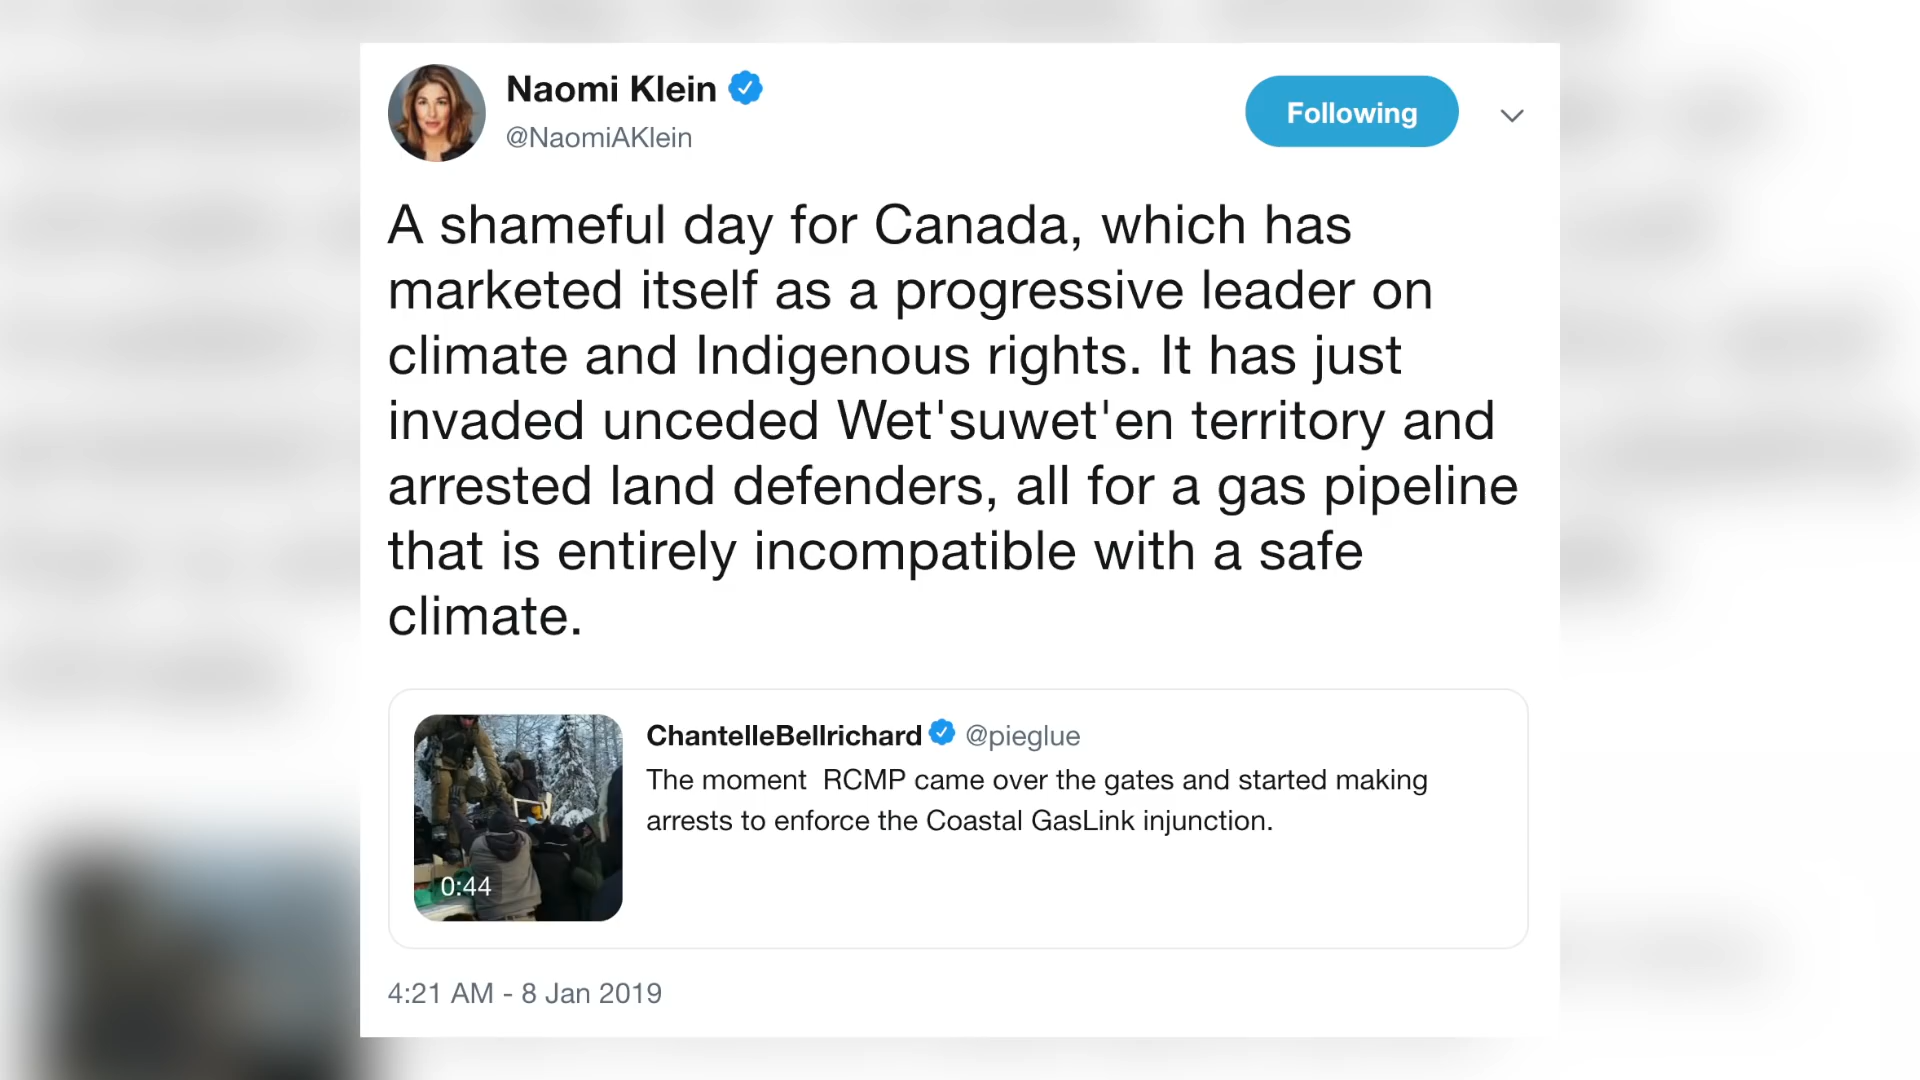 Naomi Klein
@NaomiAKlein
Following
A shameful day for Canada, which has
marketed itself as a progressive leader on
climate and Indigenous rights. It has just
invaded unceded Wet'suwet'en territory and
arrested land defenders, all for a gas pipeline
that is entirely incompatible with a safe
climate.
ChantelleBellrichard @pieglue
The moment  RCMP came over the gates and started making
arrests to enforce the Coastal GasLink injunction.
0:44
4:21 AM - 8 Jan 2019